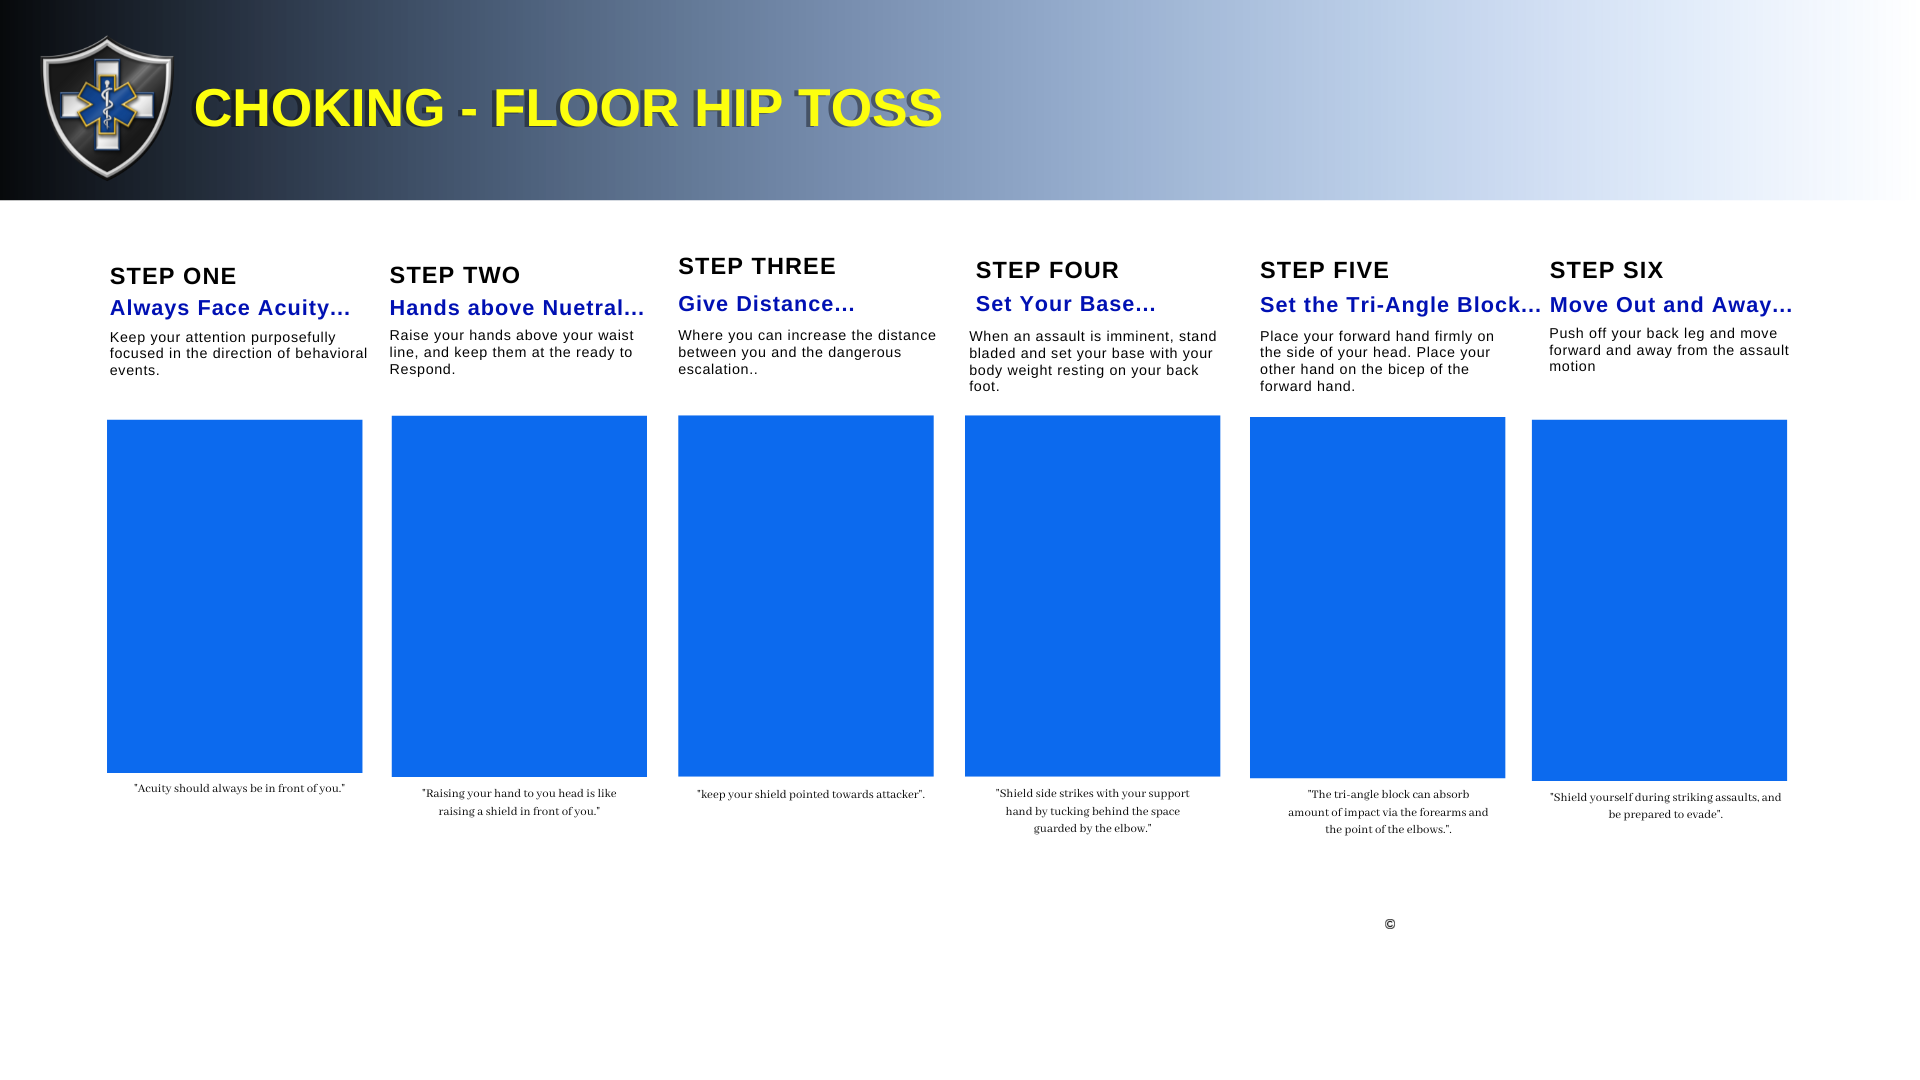 CHOKING - FLOOR HIP TOSS
STEP ONE
Always Face Acuity...
Keep your attention purposefully
focused in the direction of behavioral
events.
"Acuity should always be in front of you."
STEP TWO
Hands above Nuetral...
Raise your hands above your waist
line, and keep them at the ready to
Respond.
"Raising your hand to you head is like
raising a shield in front of you."
STEP THREE
Give Distance...
Where you can increase the distance
between you and the dangerous
escalation..
"keep your shield pointed towards attacker".
STEP FOUR
Set Your Base...
When an assault is imminent, stand
bladed and set your base with your
body weight resting on your back
foot.
"Shield side strikes with your support
hand by tucking behind the space
guarded by the elbow."
STEP FIVE
Set the Tri-Angle Block...
Place your forward hand firmly on
the side of your head. Place your
other hand on the bicep of the
forward hand.
"The tri-angle block can absorb
amount of impact via the forearms and
the point of the elbows.".
STEP SIX
Move Out and Away...
Push off your back leg and move
forward and away from the assault
motion
"Shield yourself during striking assaults, and
be prepared to evade".
©